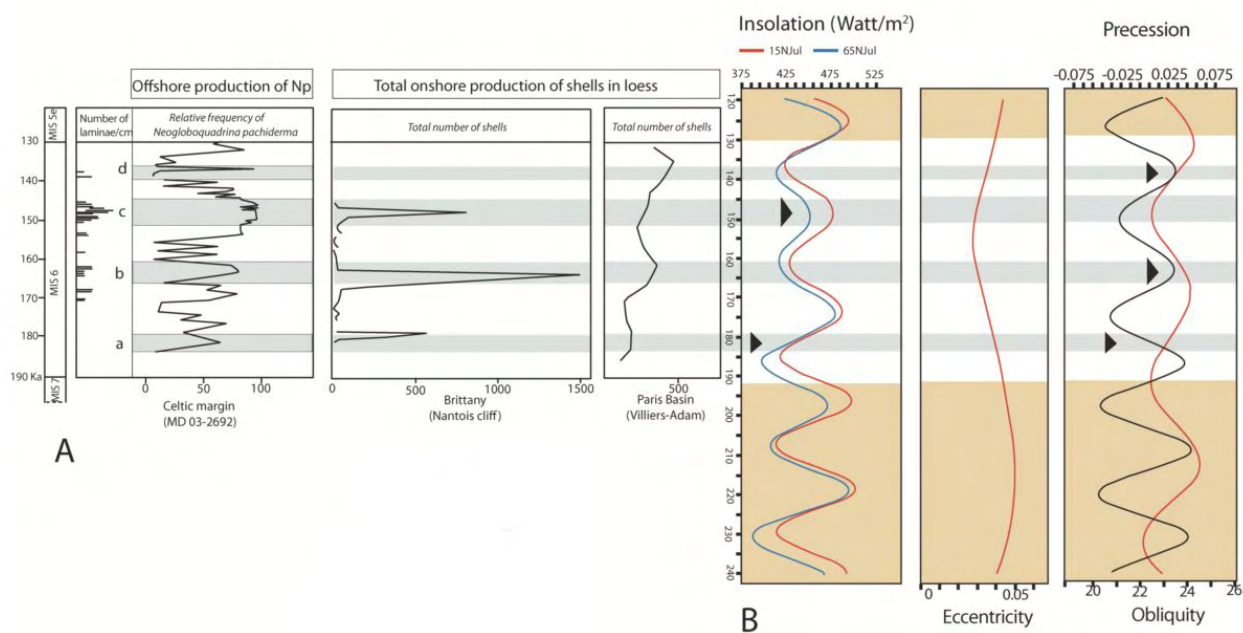 Offshore production of Np
Total onshore production of shells in loess
Number of
laminae/cm
Relative frequency of
Neogloboquadrina pachiderma
Total number of shells
Total number of shells
MIS 5e
130
140
150
160
170
180
190 Ka
MIS 6
MIS 7
d
c
b
a
0
50
100
Celtic margin
(MD 03-2692)
0
500
1000
1500
Brittany
(Nantois cliff)
500
Paris Basin
(Villiers-Adam)
A
Insolation (Watt/m²)
15NJul
65NJul
375
425
475
525
120
130
140
150
160
170
180
190
200
210
220
230
240
B
0
0.05
Eccentricity
Precession
-0.075
-0.025
0.025
0.075
20
22
24
26
Obliquity